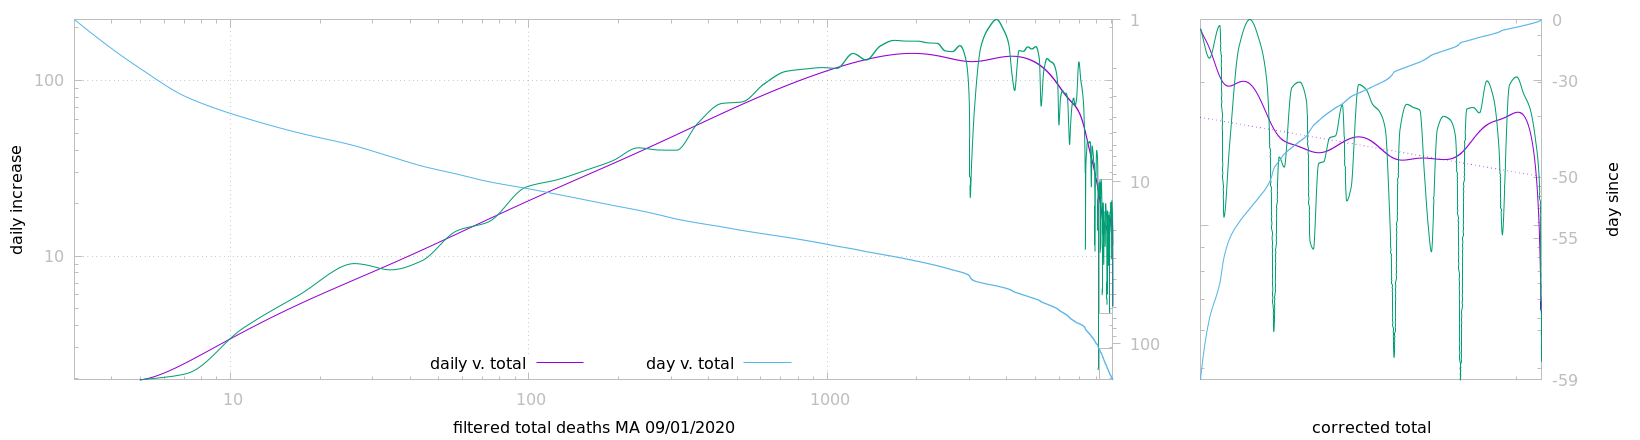 daily increase
100
10
10
100
1000
1
10
100
daily v. total
day v. total
filtered total deaths MA 09/01/2020
0
-30
-50
-55
-59
day since
corrected total